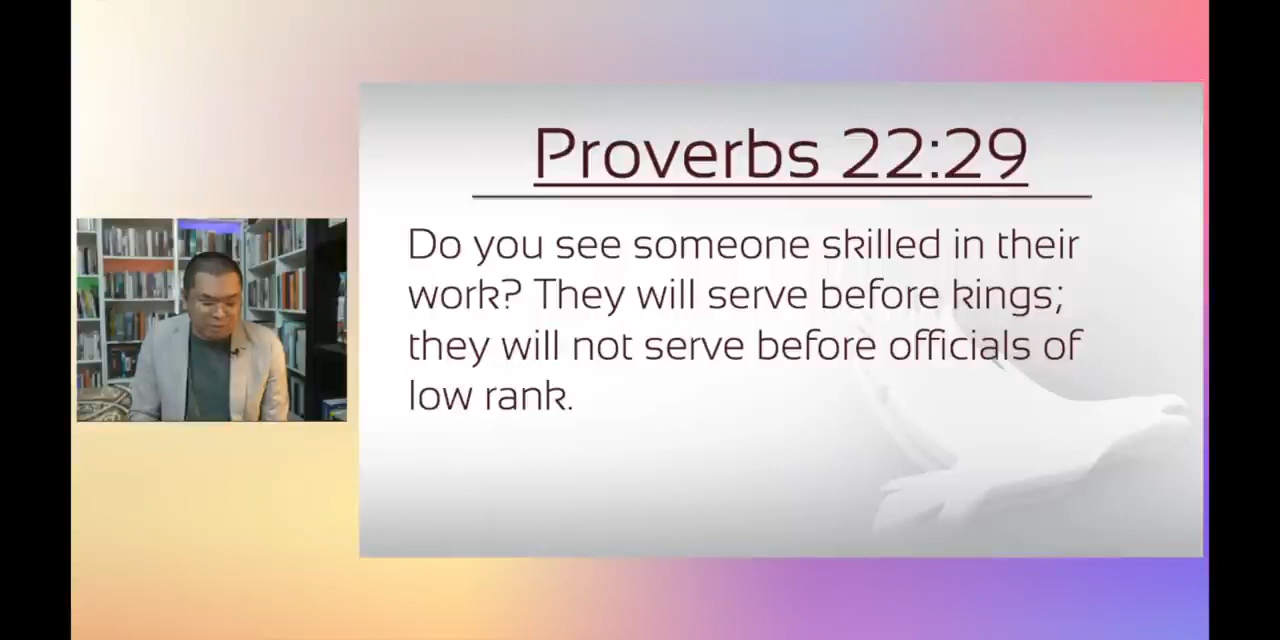 Proverbs 22:29
Do you see someone skilled in their
work? They will serve before kings;
they will not serve before officials of
low rank.